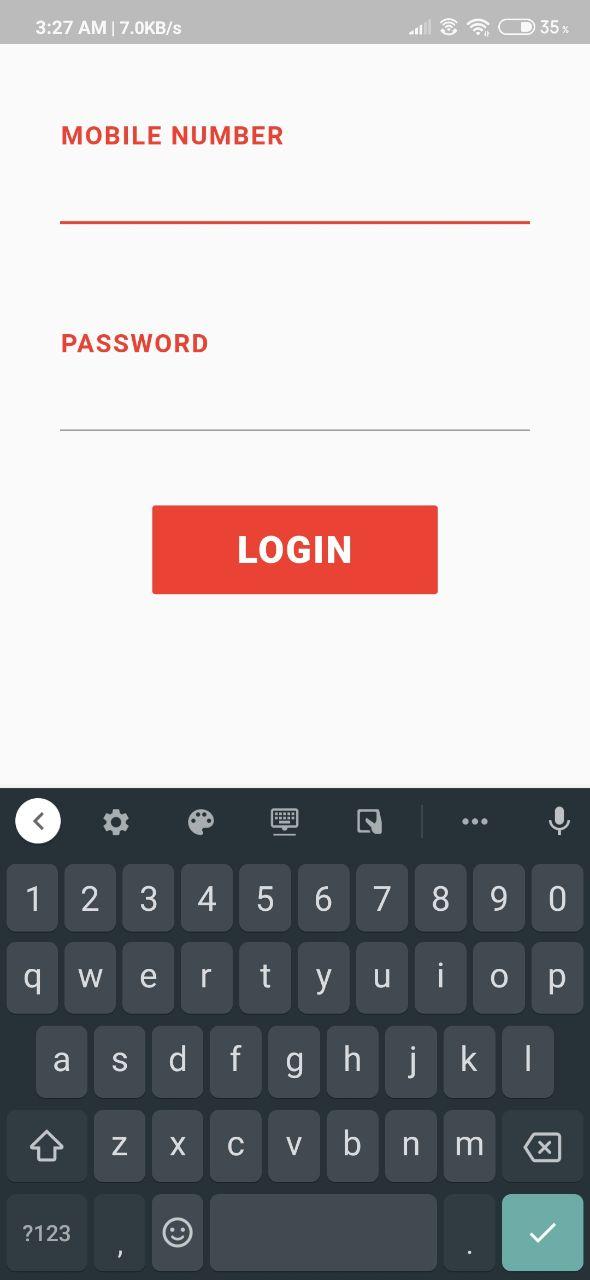 3:27 AM | 7.0KB/s 35 %
MOBILE NUMBER
PASSWORD
LOGIN
1 2 3 4 5 6 7 8 9 0
q w e r t y u i o p
a s d f g h j k l
z x c v b n m
?123 , .